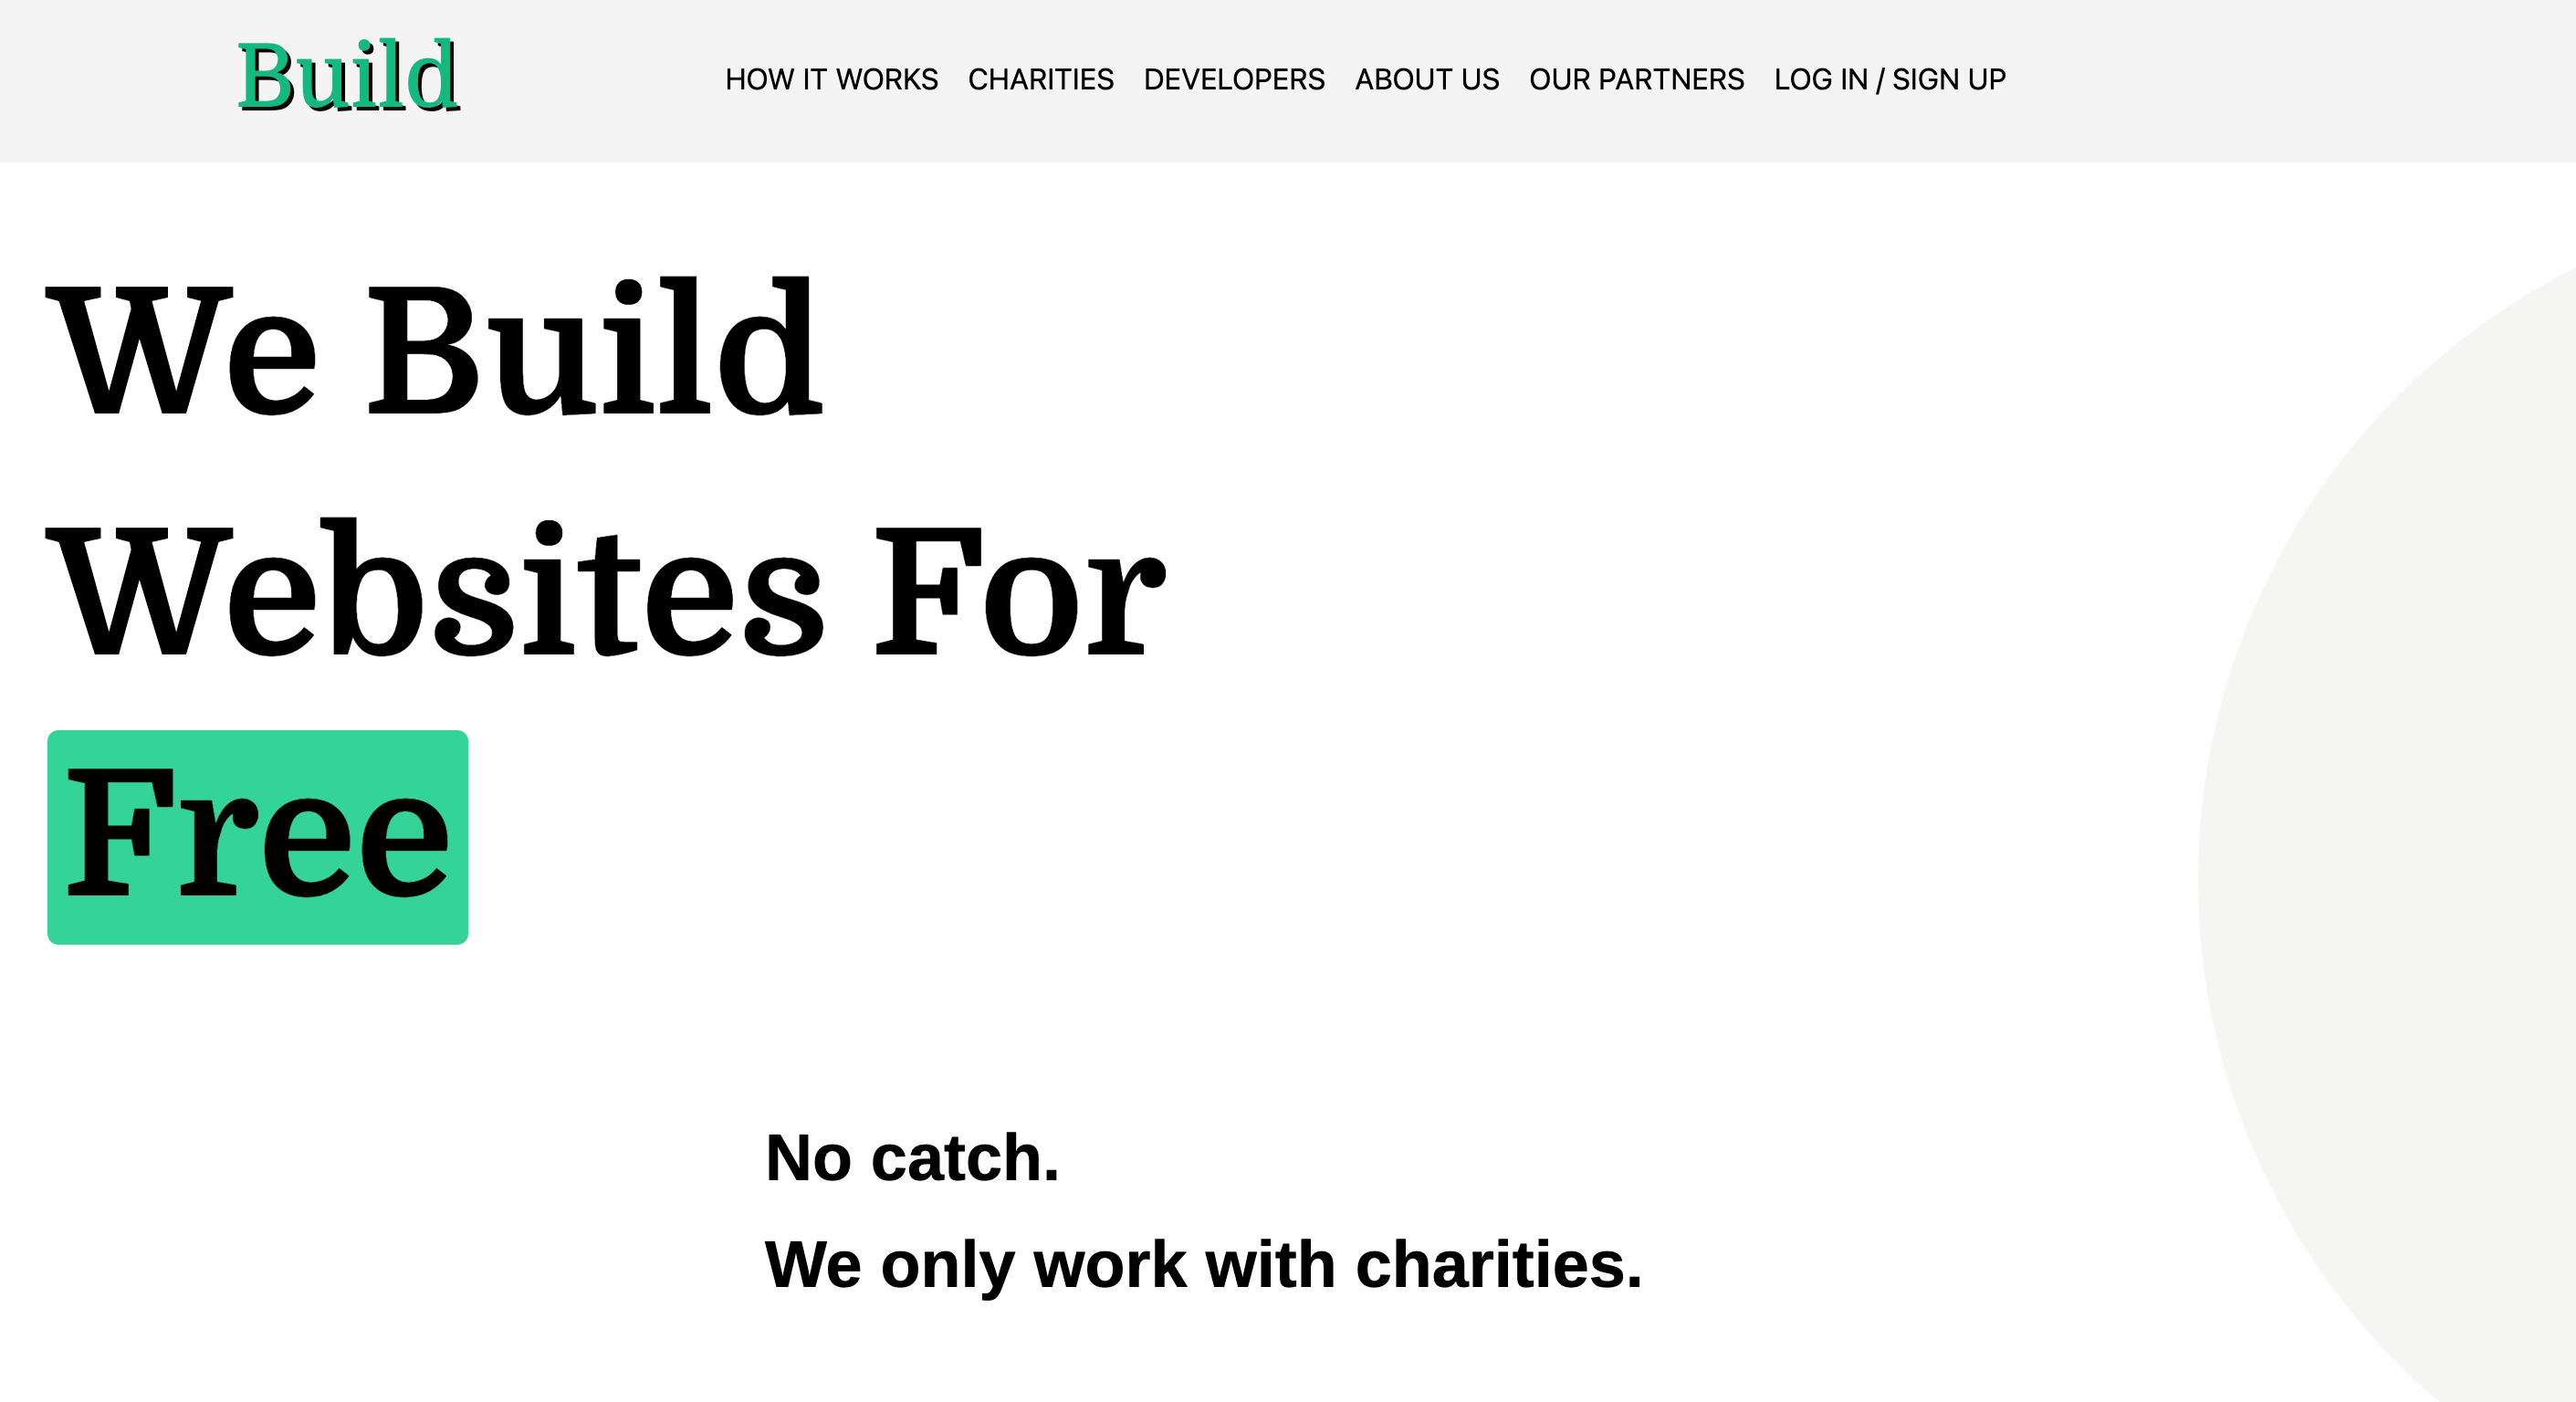 Build
HOW IT WORKS CHARITIES DEVELOPERS ABOUT US OUR PARTNERS LOG IN / SIGN UP
We Build
Websites For
Free
No catch.
We only work with charities.